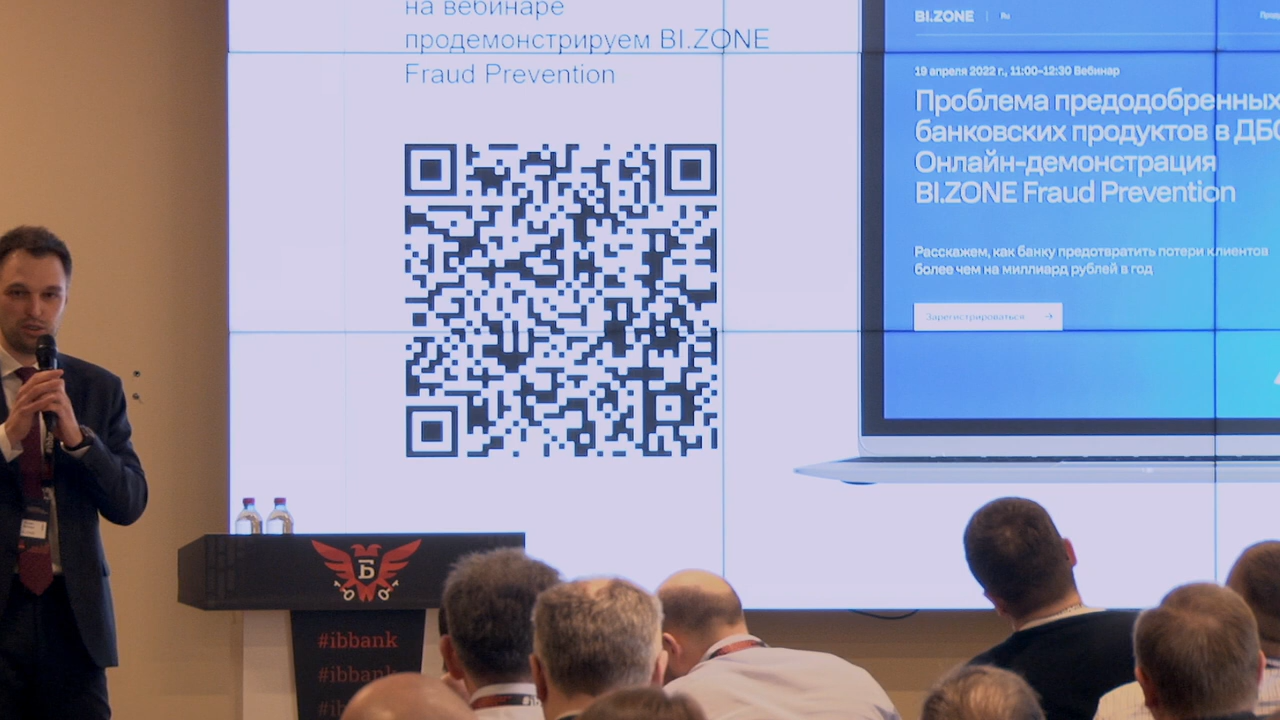 на вебинаре
продемонстрируем BI.ZONE
Fraud Prevention
BI.ZONE
Ru
19 апреля 2022 г., 11:00–12:30 Вебинар
Проблема предодобренных
банковских продуктов в ДБО
Онлайн-демонстрация
BI.ZONE Fraud Prevention
Расскажем, как банку предотвратить потери клиентов
более чем на миллиард рублей в год
Зарегистрироваться →
Б
#ibbank
#ibbank
#ib